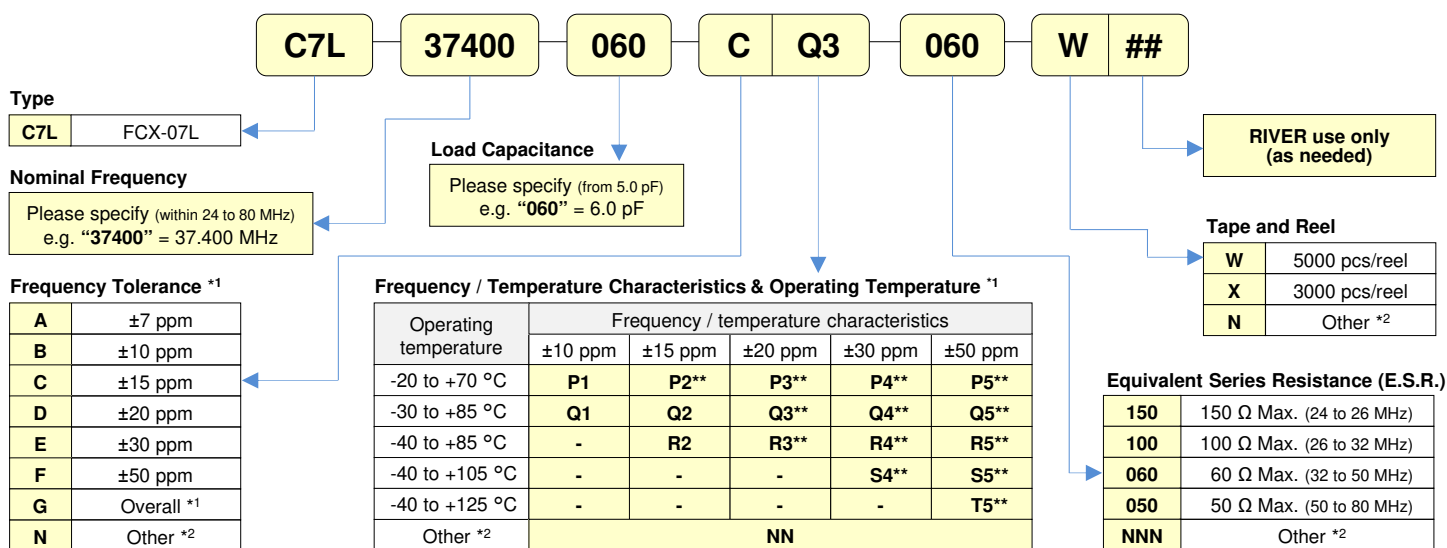 C7L 37400 060 C Q3 060 W ##
Type
C7L FCX-07L
Nominal Frequency
Please specify (within 24 to 80 MHz)
e.g. “37400” = 37.400 MHz
Load Capacitance
Please specify (from 5.0 pF)
e.g. “060” = 6.0 pF
RIVER use only
(as needed)
Tape and Reel
W 5000 pcs/reel
X 3000 pcs/reel
N Other *2
Frequency Tolerance *1
A ±7 ppm
B ±10 ppm
C ±15 ppm
D ±20 ppm
E ±30 ppm
F ±50 ppm
G Overall *1
N Other *2
Frequency / Temperature Characteristics & Operating Temperature *1
Operating
temperature
Frequency / temperature characteristics
±10 ppm ±15 ppm ±20 ppm ±30 ppm ±50 ppm
-20 to +70 °C P1 P2** P3** P4** P5**
-30 to +85 °C Q1 Q2 Q3** Q4** Q5**
-40 to +85 °C - R2 R3** R4** R5**
-40 to +105 °C - - - S4** S5**
-40 to +125 °C - - - - T5**
Other *2 NN
Equivalent Series Resistance (E.S.R.)
150 150 Ω Max. (24 to 26 MHz)
100 100 Ω Max. (26 to 32 MHz)
060 60 Ω Max. (32 to 50 MHz)
050 50 Ω Max. (50 to 80 MHz)
NNN Other *2